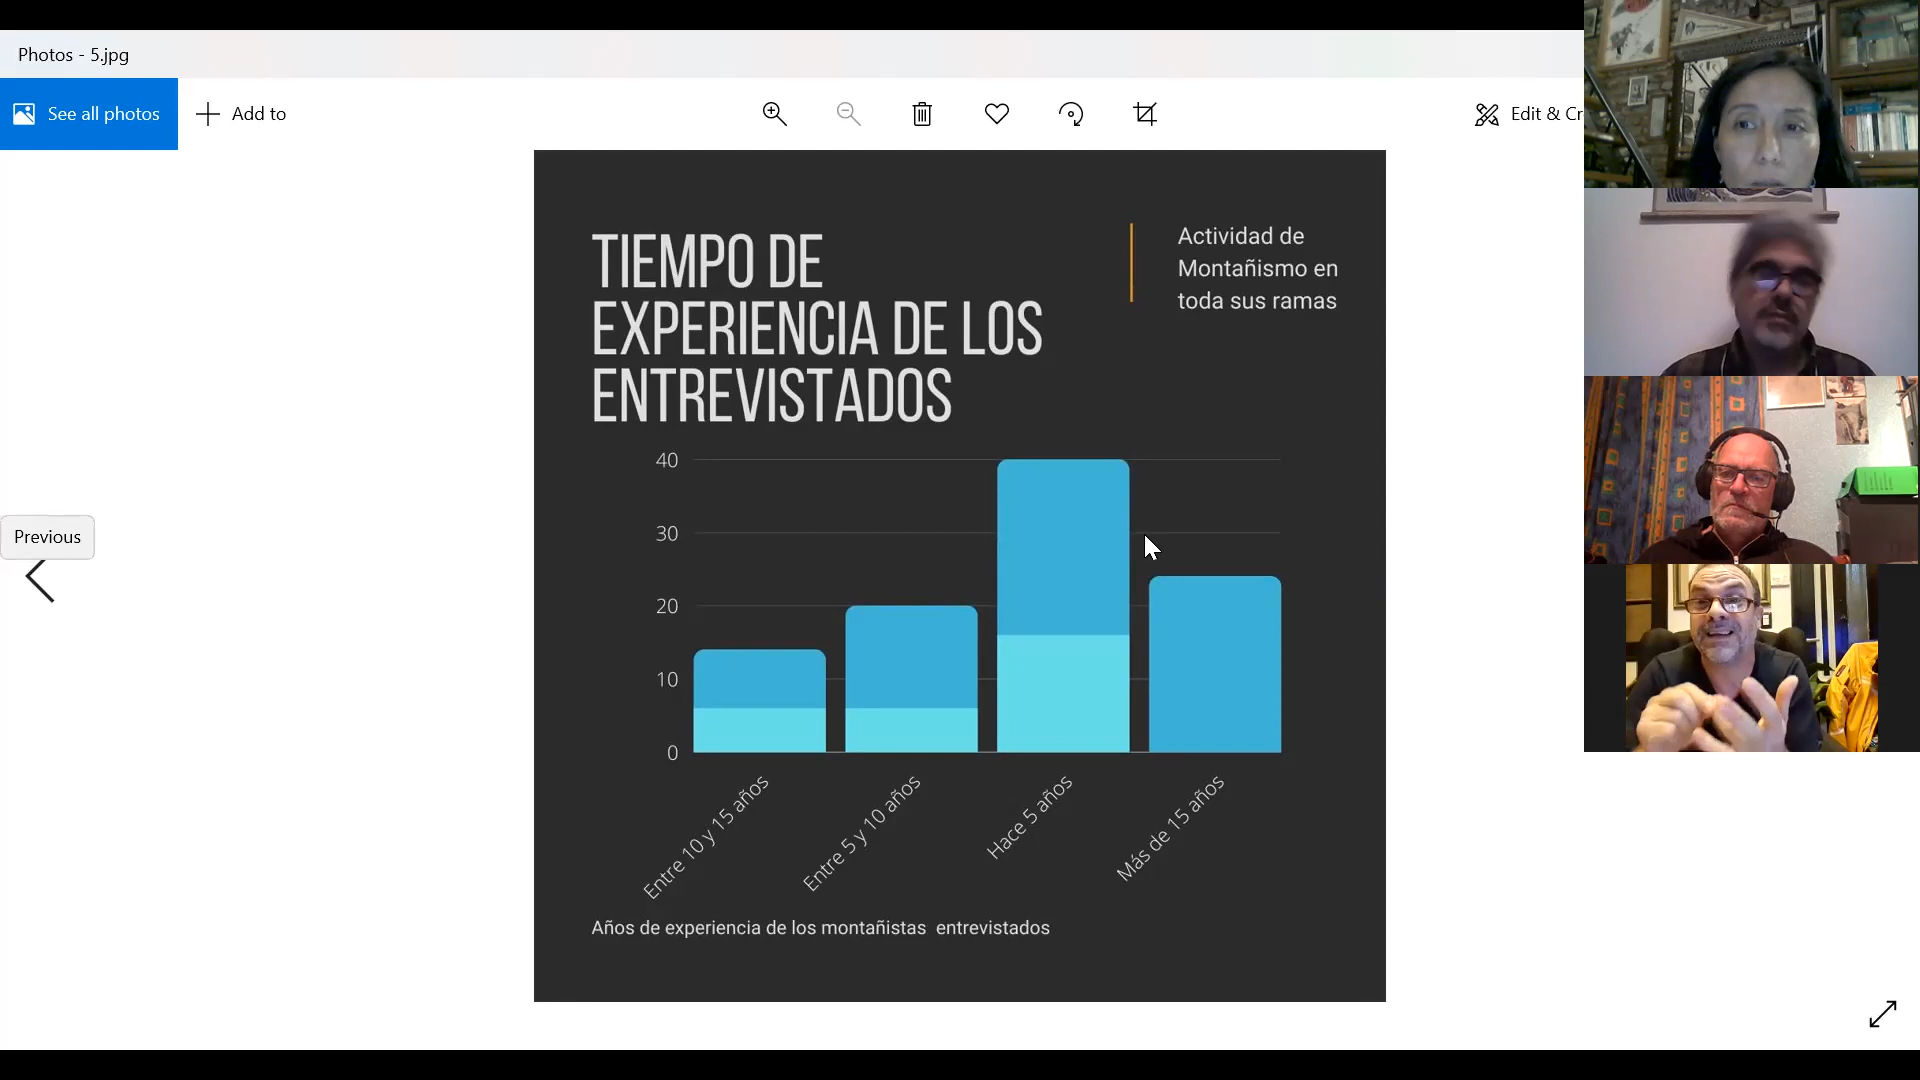 Photos - 5.jpg
See all photos
Add to
Edit & Cr
Previous
TIEMPO DE
EXPERIENCIA DE LOS
ENTREVISTADOS
Actividad de
Montañismo en
toda sus ramas
40
30
20
10
0
Entre 10 y 15 años
Entre 5 y 10 años
Hace 5 años
Más de 15 años
Años de experiencia de los montañistas entrevistados